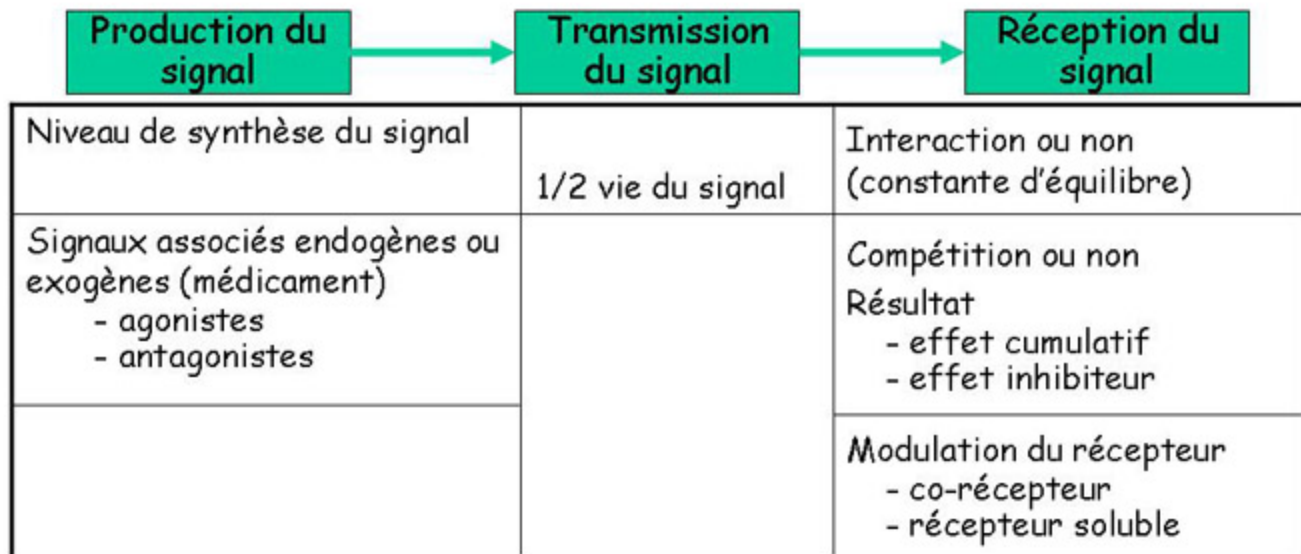 Production du
signal
Transmission
du signal
Réception du
signal
Niveau de synthèse du signal
1/2 vie du signal
Interaction ou non
(constante d'équilibre)
Signaux associés endogènes ou
exogènes (médicament)
- agonistes
- antagonistes
Compétition ou non
Résultat
- effet cumulatif
- effet inhibiteur
Modulation du récepteur
- co-récepteur
- récepteur soluble